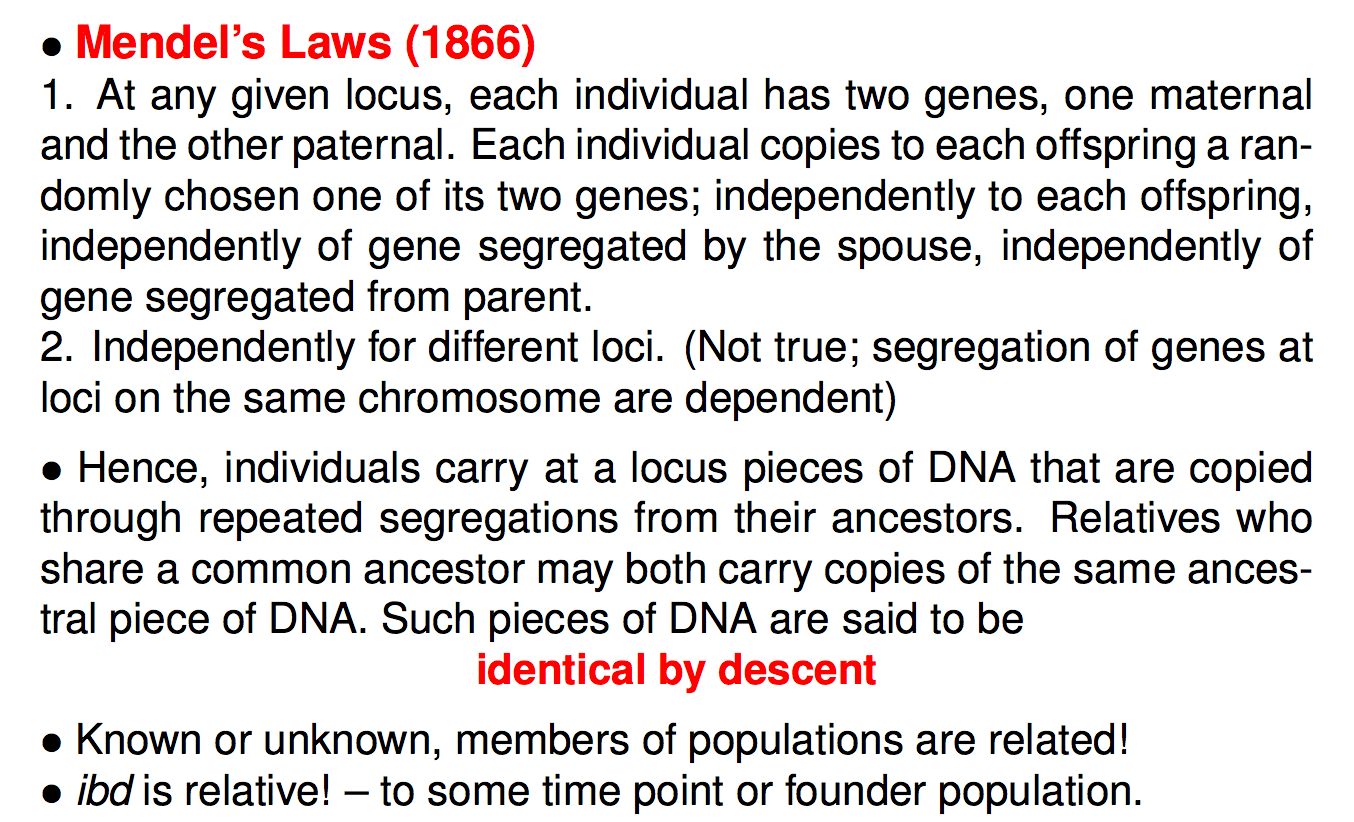 ● Mendel’s Laws (1866)
1. At any given locus, each individual has two genes, one maternal
and the other paternal. Each individual copies to each offspring a ran-
domly chosen one of its two genes; independently to each offspring,
independently of gene segregated by the spouse, independently of
gene segregated from parent.
2. Independently for different loci. (Not true; segregation of genes at
loci on the same chromosome are dependent)
● Hence, individuals carry at a locus pieces of DNA that are copied
through repeated segregations from their ancestors. Relatives who
share a common ancestor may both carry copies of the same ances-
tral piece of DNA. Such pieces of DNA are said to be
identical by descent
● Known or unknown, members of populations are related!
● ibd is relative! – to some time point or founder population.